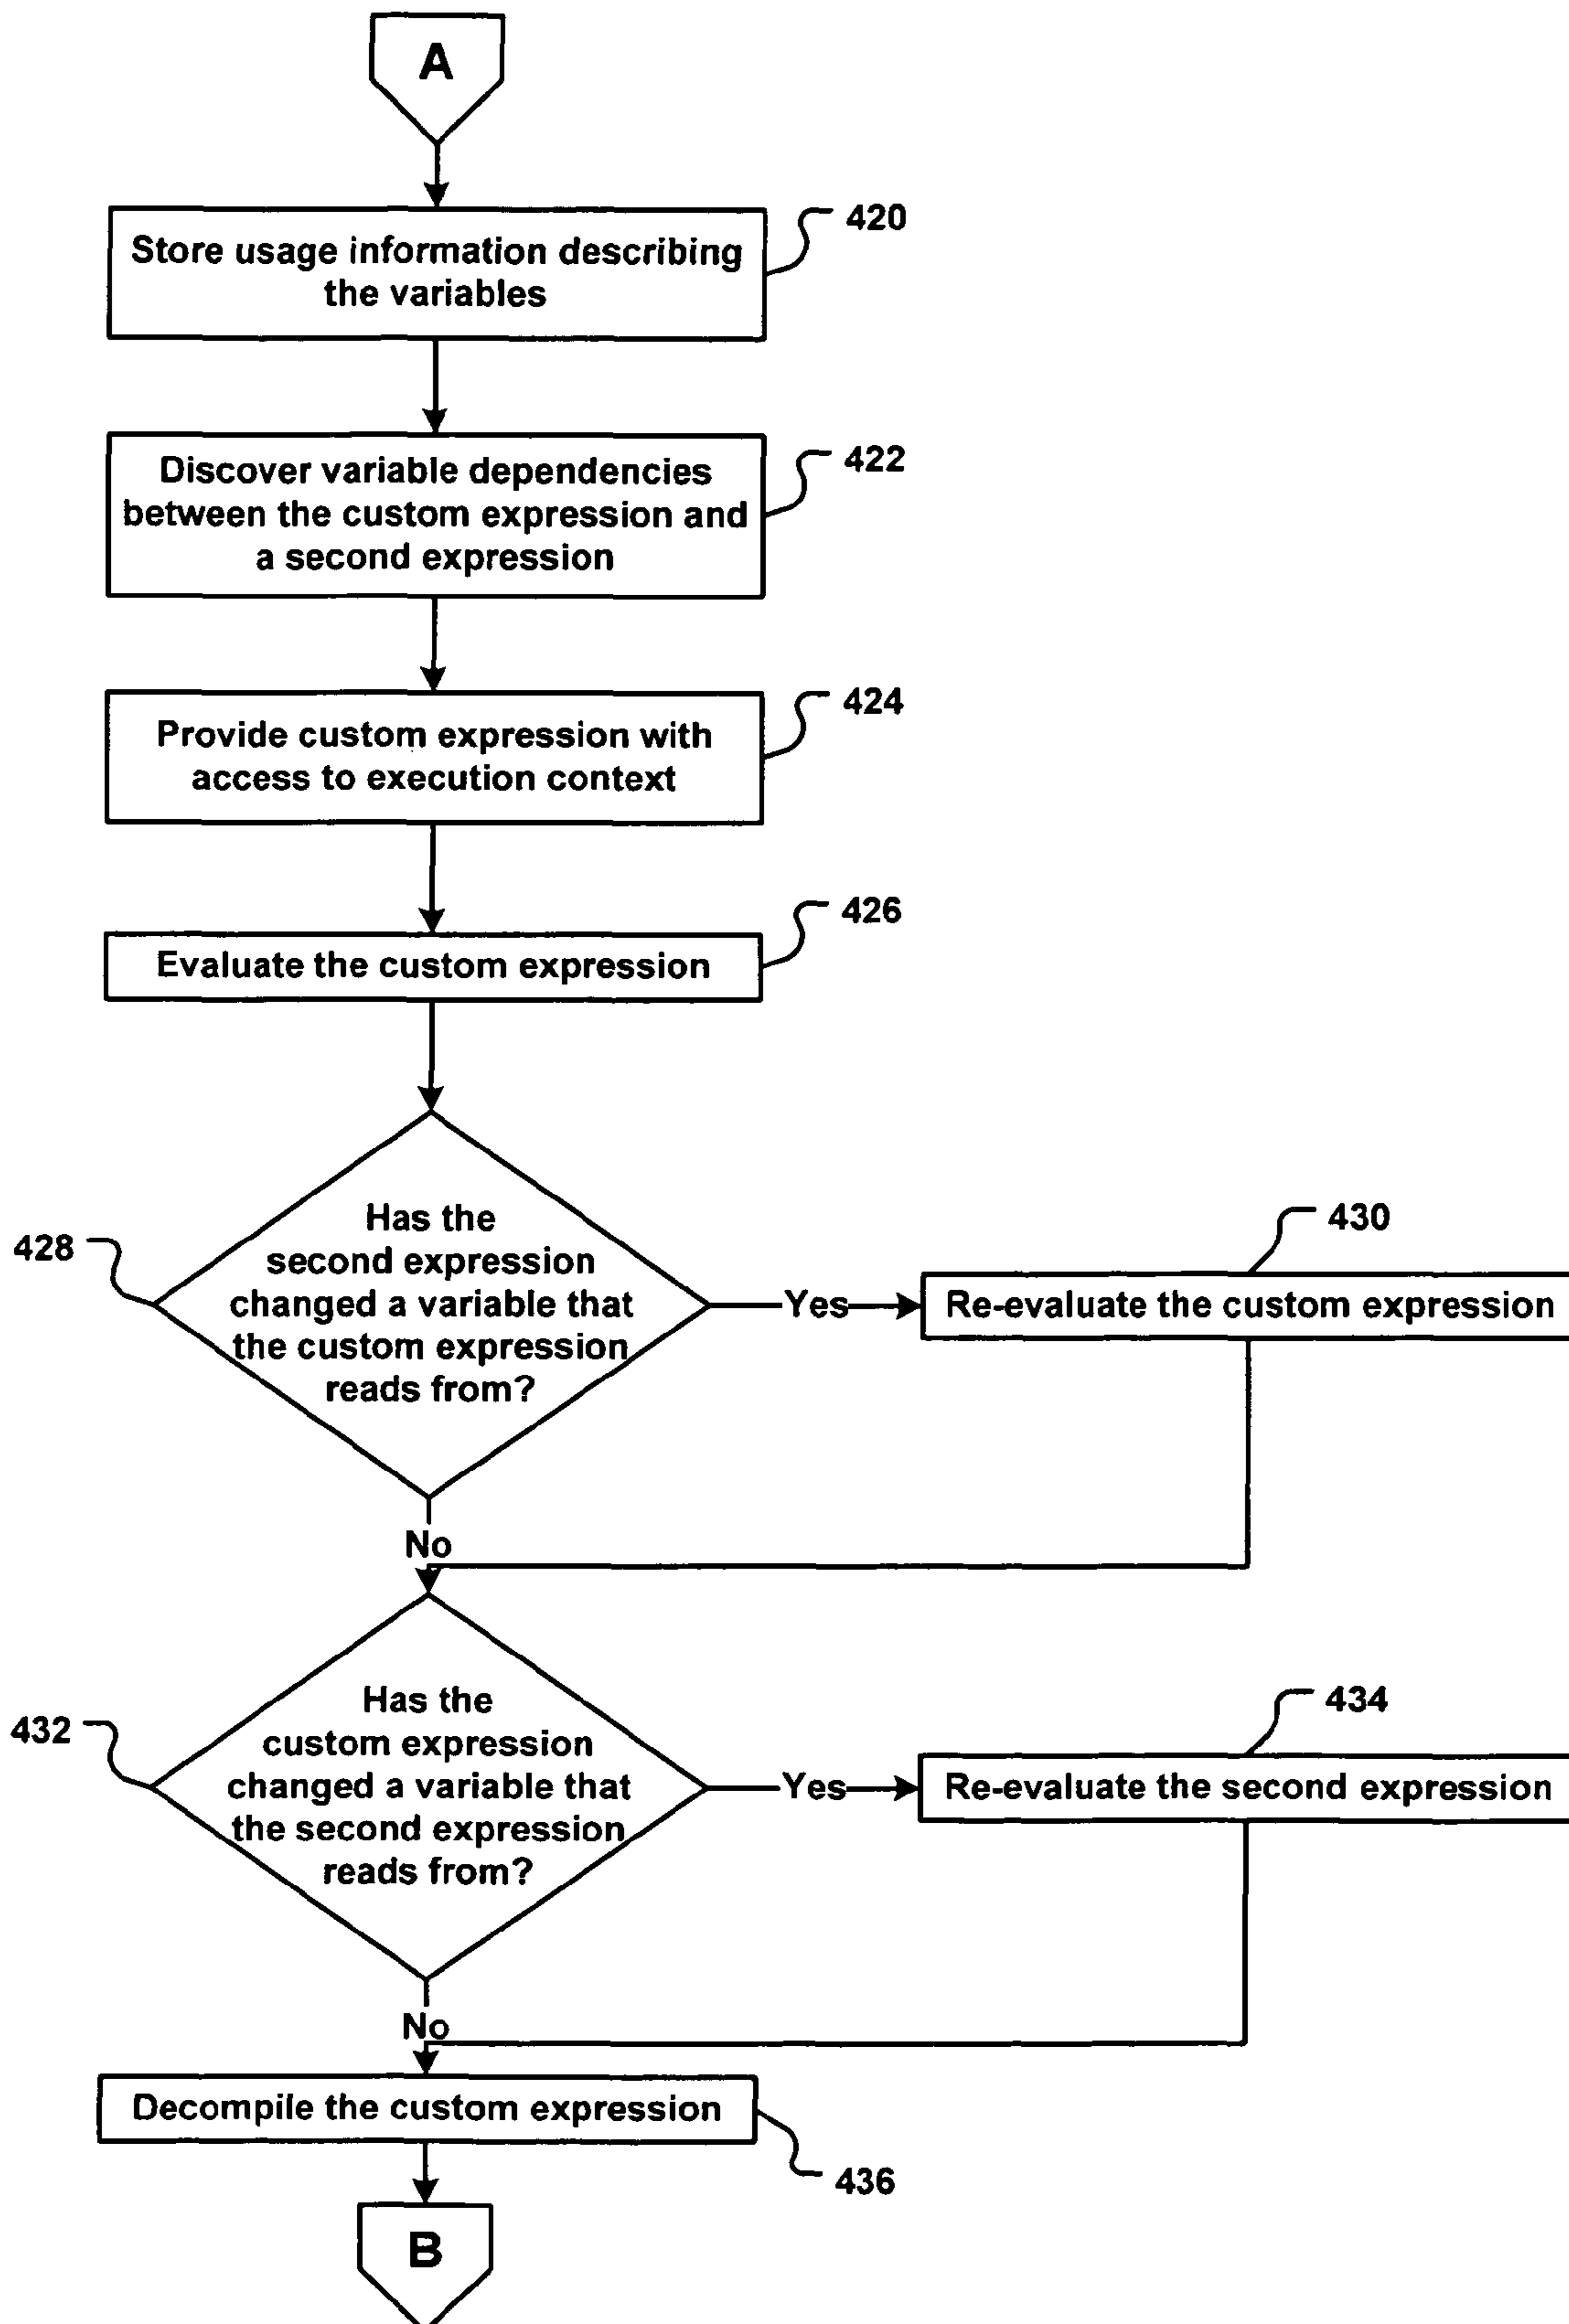 A
Store usage information describing
the variables
420
Discover variable dependencies
between the custom expression and
a second expression
422
Provide custom expression with
access to execution context
424
Evaluate the custom expression
426
Has the
second expression
changed a variable that
the custom expression
reads from?
428
Yes
Re-evaluate the custom expression
430
No
Has the
custom expression
changed a variable that
the second expression
reads from?
432
Yes
Re-evaluate the second expression
434
No
Decompile the custom expression
436
B